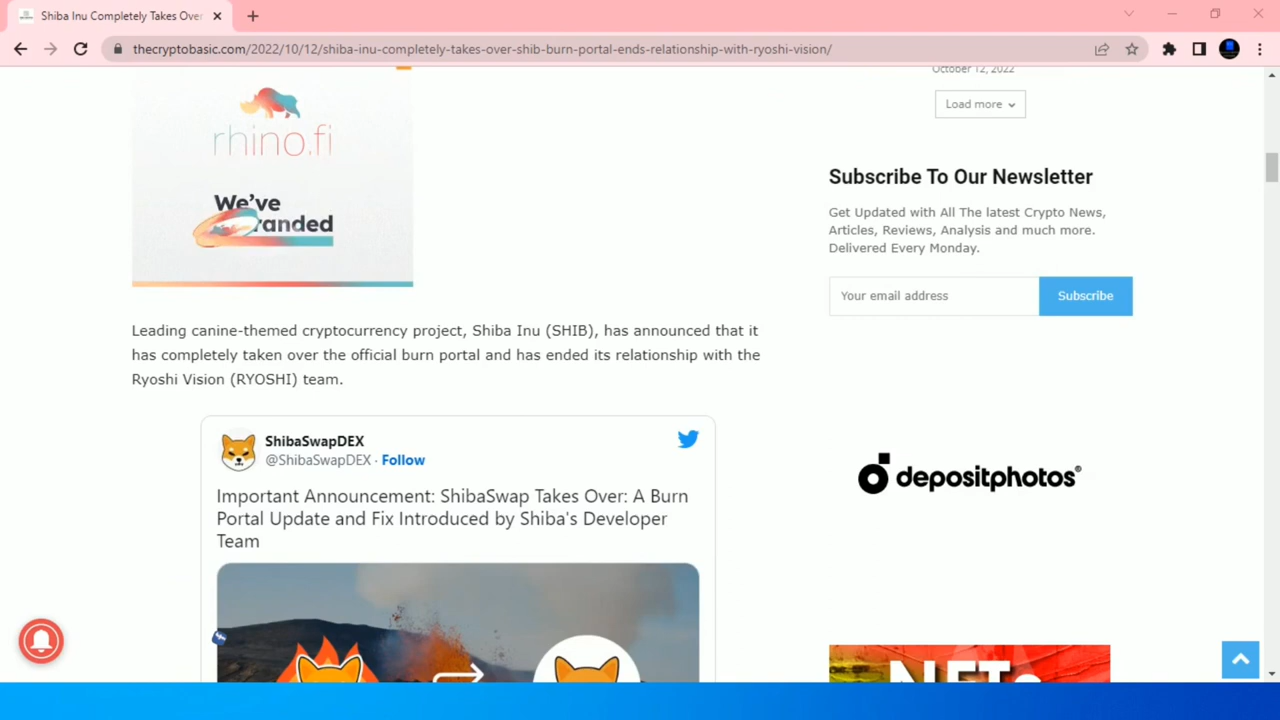 Shiba Inu Completely Takes Over
thecryptobasic.com/2022/10/12/shiba-inu-completely-takes-over-shib-burn-portal-ends-relationship-with-ryoshi-vision/
rhino.fi
We've
randed
Leading canine-themed cryptocurrency project, Shiba Inu (SHIB), has announced that it
has completely taken over the official burn portal and has ended its relationship with the
Ryoshi Vision (RYOSHI) team.
ShibaSwapDEX
@ShibaSwapDEX · Follow
Important Announcement: ShibaSwap Takes Over: A Burn
Portal Update and Fix Introduced by Shiba's Developer
Team
October 12, 2022
Load more
Subscribe To Our Newsletter
Get Updated with All The latest Crypto News,
Articles, Reviews, Analysis and much more.
Delivered Every Monday.
Your email address
Subscribe
depositphotos®